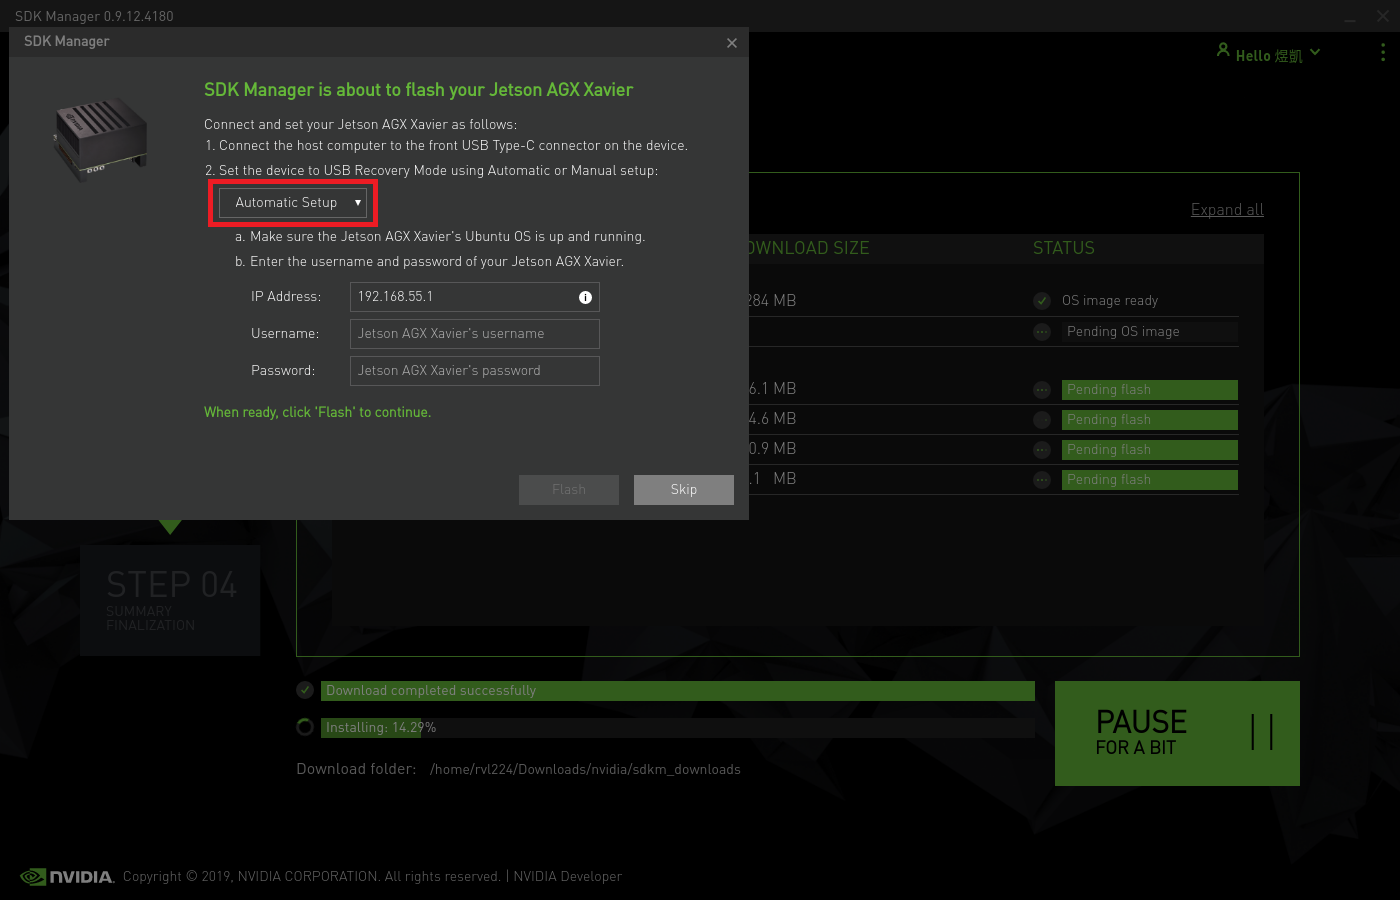 SDK Manager 0.9.12.4180
SDK Manager
Hello 煜凱
SDK Manager is about to flash your Jetson AGX Xavier
Connect and set your Jetson AGX Xavier as follows:
1. Connect the host computer to the front USB Type-C connector on the device.
2. Set the device to USB Recovery Mode using Automatic or Manual setup:
Automatic Setup
a. Make sure the Jetson AGX Xavier's Ubuntu OS is up and running.
b. Enter the username and password of your Jetson AGX Xavier.
IP Address: 192.168.55.1
Username: Jetson AGX Xavier's username
Password: Jetson AGX Xavier's password
When ready, click 'Flash' to continue.
Flash Skip
Expand all
OWNLOAD SIZE STATUS
284 MB OS image ready
Pending OS image
6.1 MB Pending flash
4.6 MB Pending flash
0.9 MB Pending flash
.1 MB Pending flash
STEP 04
SUMMARY
FINALIZATION
Download completed successfully
Installing: 14.29%
Download folder: /home/rvl224/Downloads/nvidia/sdkm_downloads
PAUSE
FOR A BIT
NVIDIA. Copyright © 2019, NVIDIA CORPORATION. All rights reserved. | NVIDIA Developer